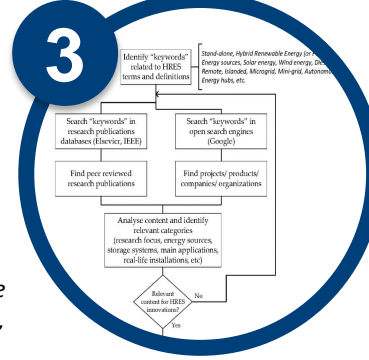 3
Identify "keywords"
related to HRES
terms and definitions
Stand-alone, Hybrid Renewable Energy (or
Energy sources, Solar energy, Wind energy,
Remote, Islanded, Microgrid, Mini-grid,
Energy hubs, etc.
Search "keywords" in
research publications
databases (Elsevier, IEEE)
Search "keywords" in
open search engines
(Google)
Find peer reviewed
research publications
Find projects/ products/
companies/ organizations
Analyse content and identify
relevant categories
(research focus, energy sources,
storage systems, main applications,
real-life installations, etc)
Relevant
content for HRES
innovations?
No
Yes